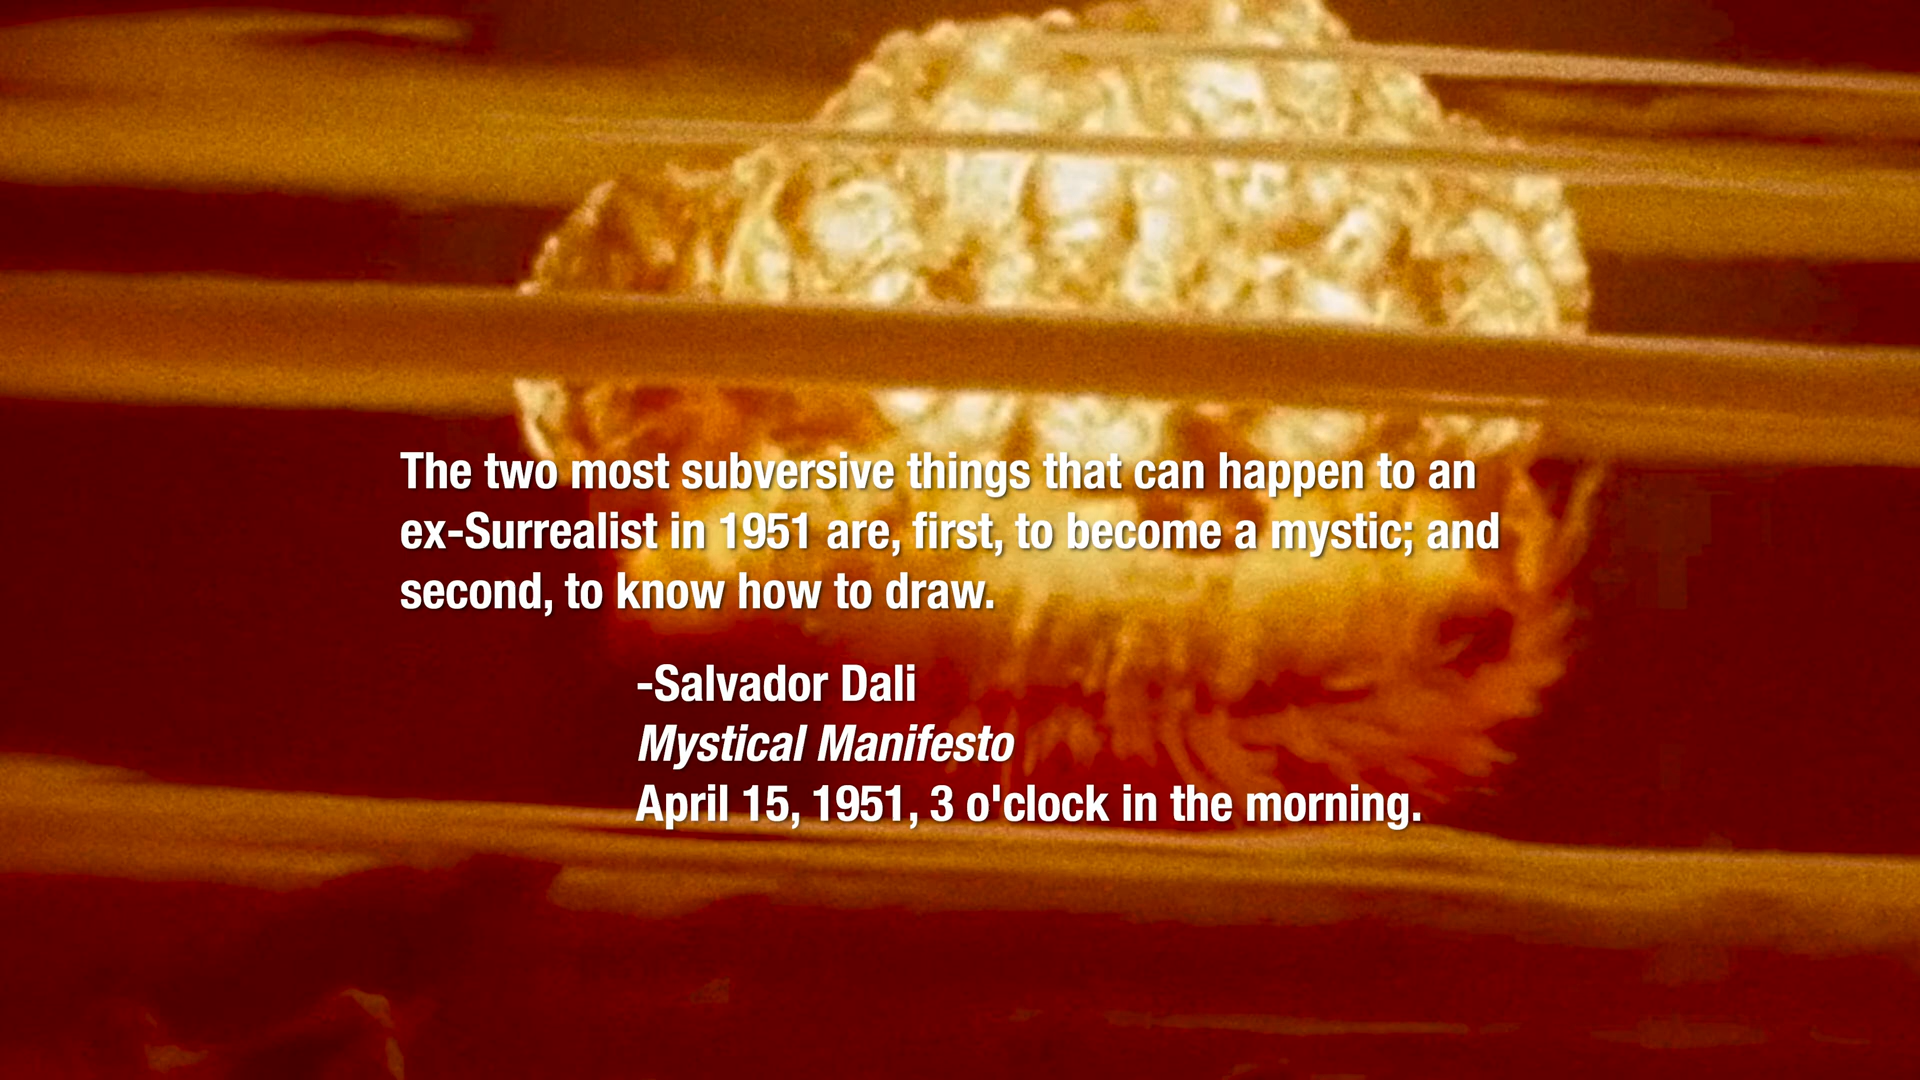 The two most subversive things that can happen to an
ex-Surrealist in 1951 are, first, to become a mystic; and
second, to know how to draw.
-Salvador Dali
Mystical Manifesto
April 15, 1951, 3 o'clock in the morning.